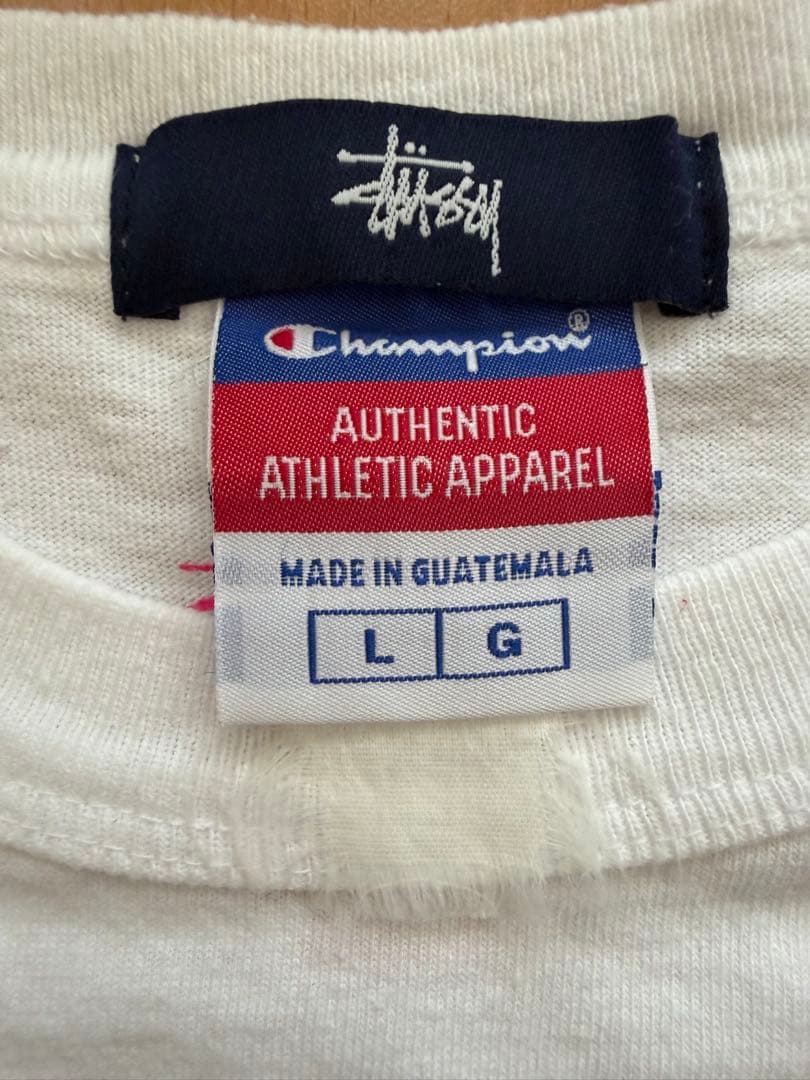 Stüssy
Champion®
AUTHENTIC
ATHLETIC APPAREL
MADE IN GUATEMALA
L G